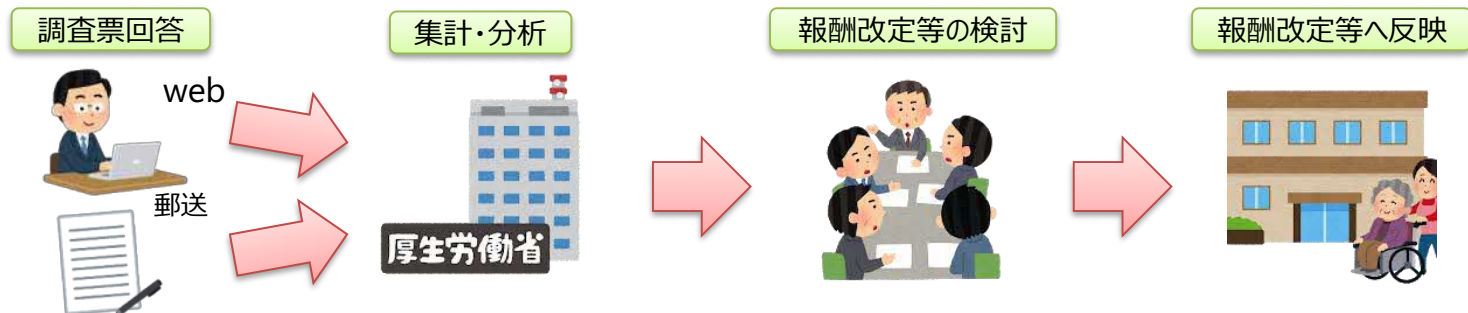 調査票回答
集計・分析
報酬改定等の検討
報酬改定等へ反映
web
郵送
厚生労働省